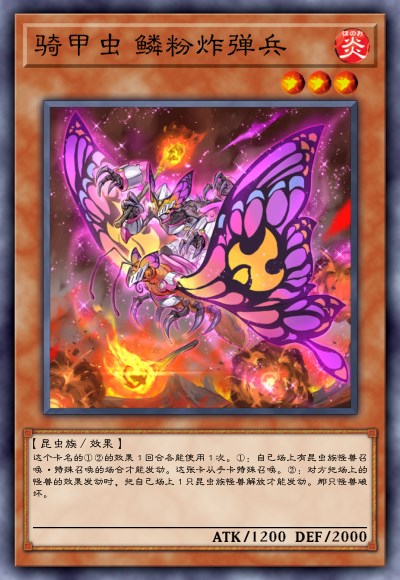 骑甲虫 鳞粉炸弹兵
ほのお
炎
【昆虫族／效果】
这个卡名的①②的效果1回合各能使用1次。①：自己场上有昆虫族怪兽召
唤·特殊召唤的场合才能发动。这张卡从手卡特殊召唤。②：对方把场上的
怪兽的效果发动时，把自己场上1只昆虫族怪兽解放才能发动。那只怪兽破
坏。
ATK/1200 DEF/2000